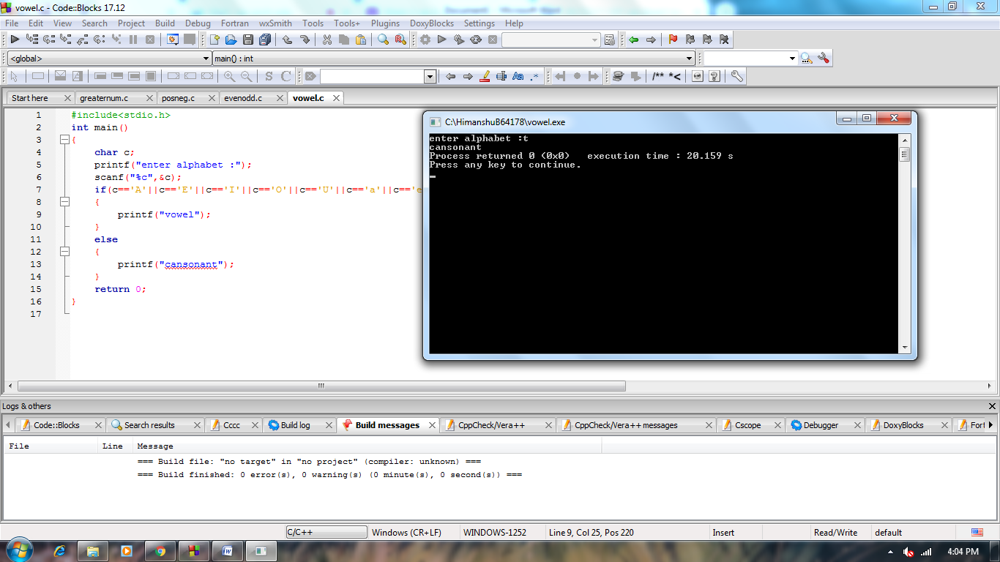 vowel.c - Code::Blocks 17.12
File Edit View Search Project Build Debug Fortran wxSmith Tools Tools+ Plugins DoxyBlocks Settings Help
<global> main() : int
S C Aa .* /** *<
Start here greaternum.c posneg.c evenodd.c vowel.c
1 #include<stdio.h>
2 int main()
3 {
4 char c;
5 printf("enter alphabet :");
6 scanf("%c",&c);
7 if(c=='A'||c=='E'||c=='I'||c=='O'||c=='U'||c=='a'||c=='e
8 {
9 printf("vowel");
10 }
11 else
12 {
13 printf("cansonant");
14 }
15 return 0;
16 }
17
C:\HimanshuB64178\vowel.exe
enter alphabet :t
cansonant
Process returned 0 (0x0) execution time : 20.159 s
Press any key to continue.
Logs & others
Code::Blocks Search results Cccc Build log Build messages CppCheck/Vera++ CppCheck/Vera++ messages Cscope Debugger DoxyBlocks Fort
File Line Message
=== Build file: "no target" in "no project" (compiler: unknown) ===
=== Build finished: 0 error(s), 0 warning(s) (0 minute(s), 0 second(s)) ===
C/C++ Windows (CR+LF) WINDOWS-1252 Line 9, Col 25, Pos 220 Insert Read/Write default
4:04 PM